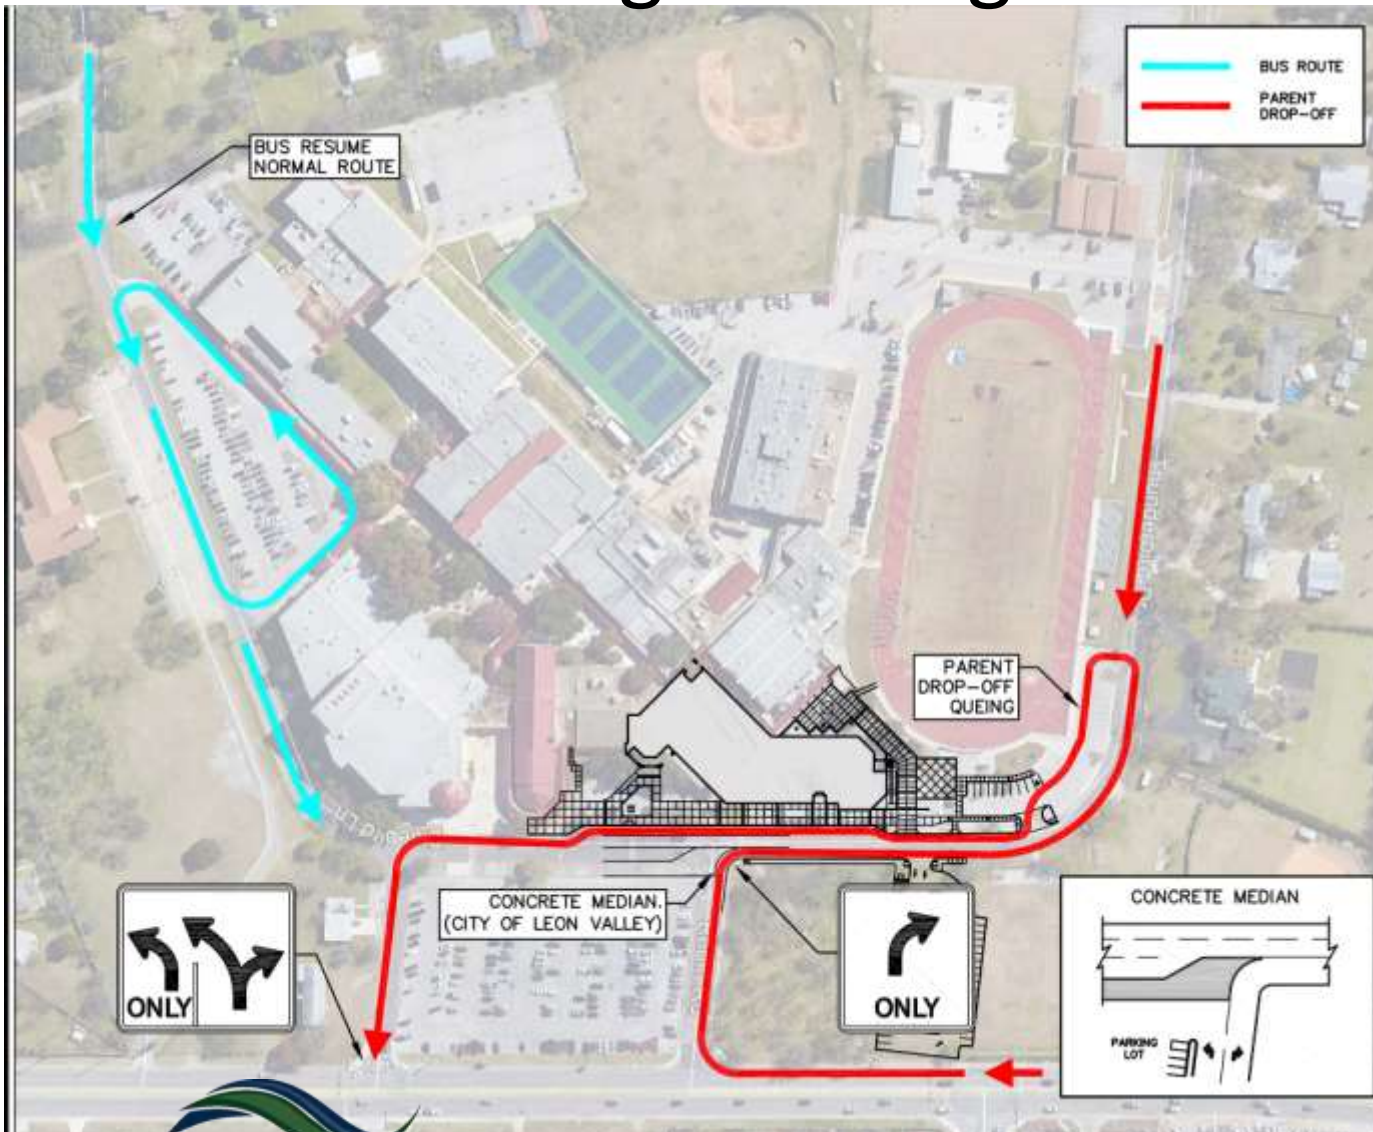 BUS ROUTE
PARENT
DROP-OFF
BUS RESUME
NORMAL ROUTE
PARENT
DROP-OFF
QUEING
CONCRETE MEDIAN.
(CITY OF LEON VALLEY)
ONLY
ONLY
CONCRETE MEDIAN
PARKING
LOT